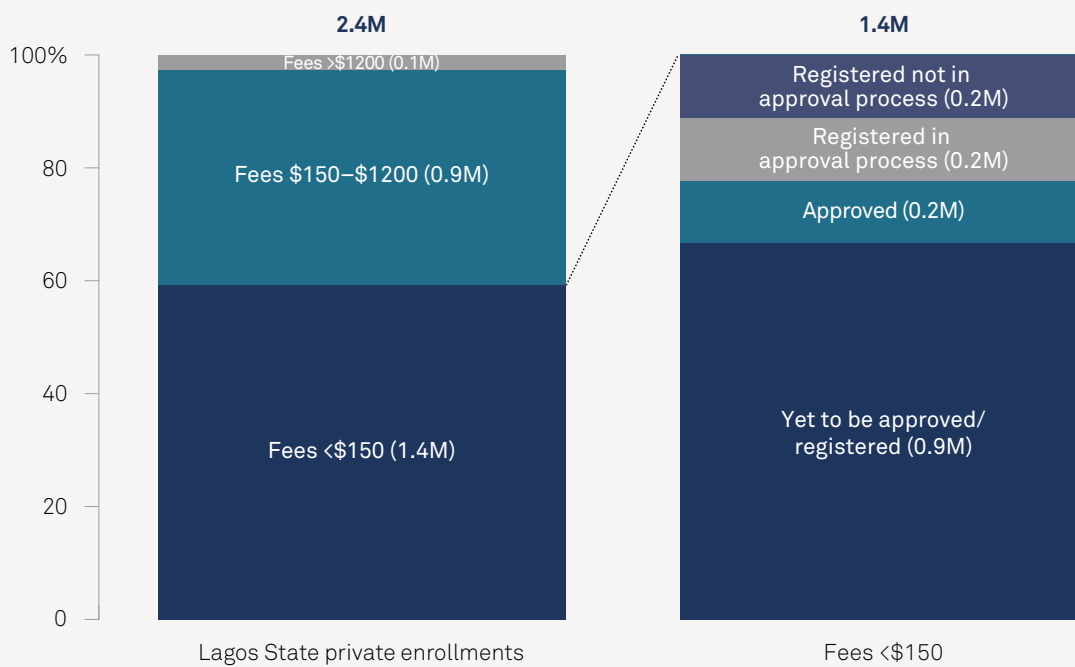 2.4M
1.4M
100%
80
60
40
20
0
Fees >$1200 (0.1M)
Fees $150–$1200 (0.9M)
Fees <$150 (1.4M)
Registered not in
approval process (0.2M)
Registered in
approval process (0.2M)
Approved (0.2M)
Yet to be approved/
registered (0.9M)
Lagos State private enrollments
Fees <$150